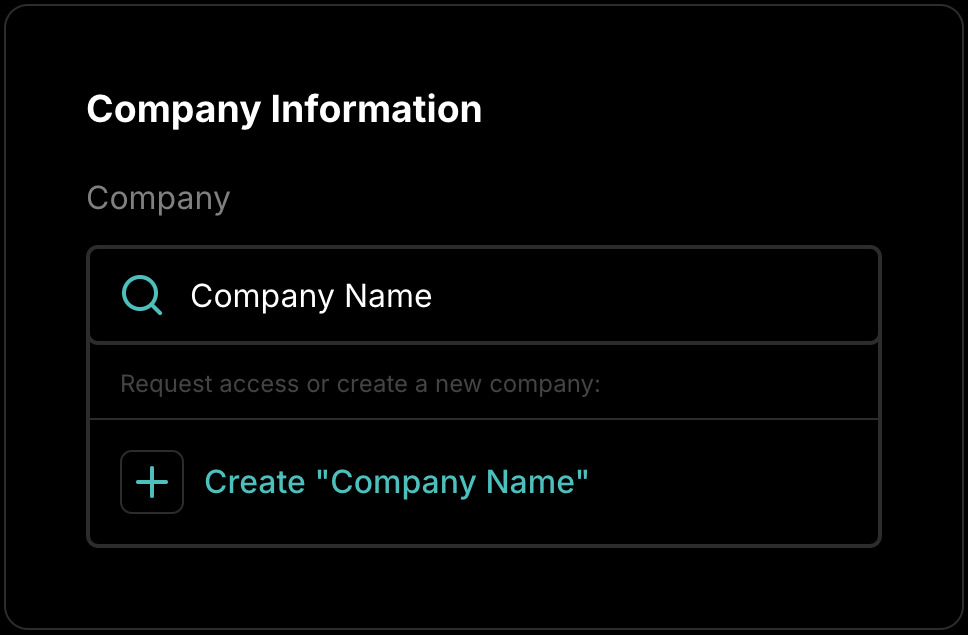 Company Information
Company
Company Name
Request access or create a new company:
Create "Company Name"